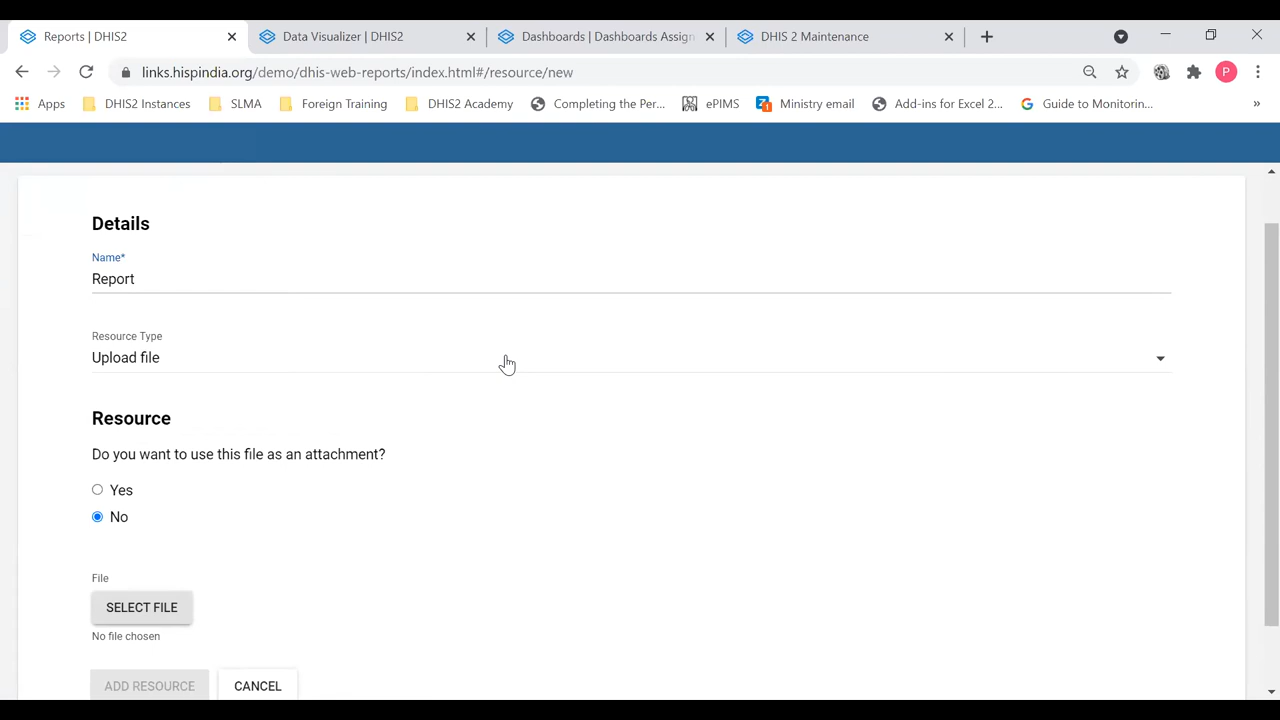 Reports | DHIS2
Data Visualizer | DHIS2
Dashboards | Dashboards Assign
DHIS 2 Maintenance
links.hispindia.org/demo/dhis-web-reports/index.html#/resource/new
P
Apps
DHIS2 Instances
SLMA
Foreign Training
DHIS2 Academy
Completing the Per...
ePIMS
Ministry email
Add-ins for Excel 2...
Guide to Monitorin...
»
Details
Name*
Report
Resource Type
Upload file
Resource
Do you want to use this file as an attachment?
Yes
No
File
SELECT FILE
No file chosen
ADD RESOURCE
CANCEL